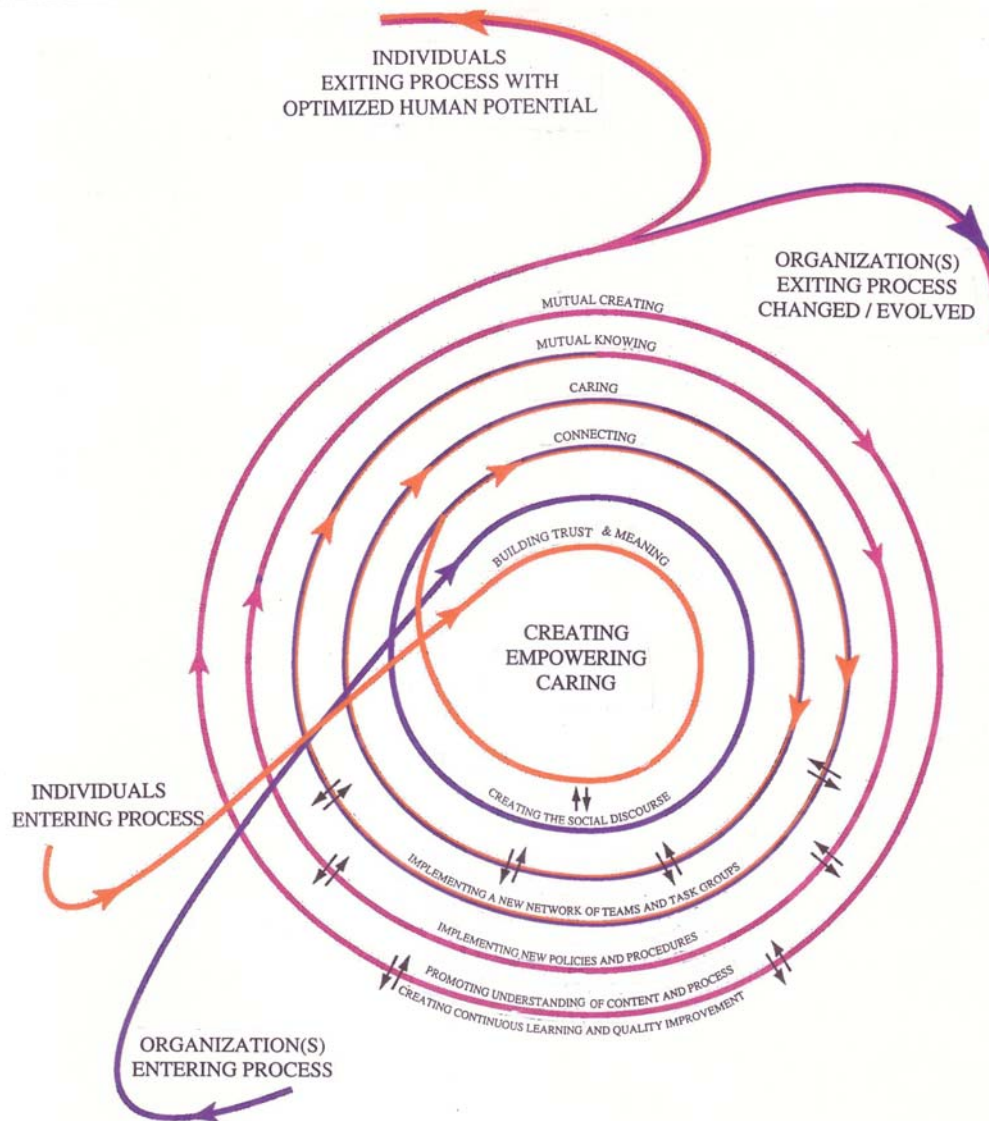 INDIVIDUALS
EXITING PROCESS WITH
OPTIMIZED HUMAN POTENTIAL
ORGANIZATION(S)
EXITING PROCESS
CHANGED / EVOLVED
MUTUAL CREATING
MUTUAL KNOWING
CARING
CONNECTING
BUILDING TRUST & MEANING
CREATING
EMPOWERING
CARING
INDIVIDUALS
ENTERING PROCESS
CREATING THE SOCIAL DISCOURSE
IMPLEMENTING A NEW NETWORK OF TEAMS AND TASK GROUPS
IMPLEMENTING NEW POLICIES AND PROCEDURES
PROMOTING UNDERSTANDING OF CONTENT AND PROCESS
CREATING CONTINUOUS LEARNING AND QUALITY IMPROVEMENT
ORGANIZATION(S)
ENTERING PROCESS